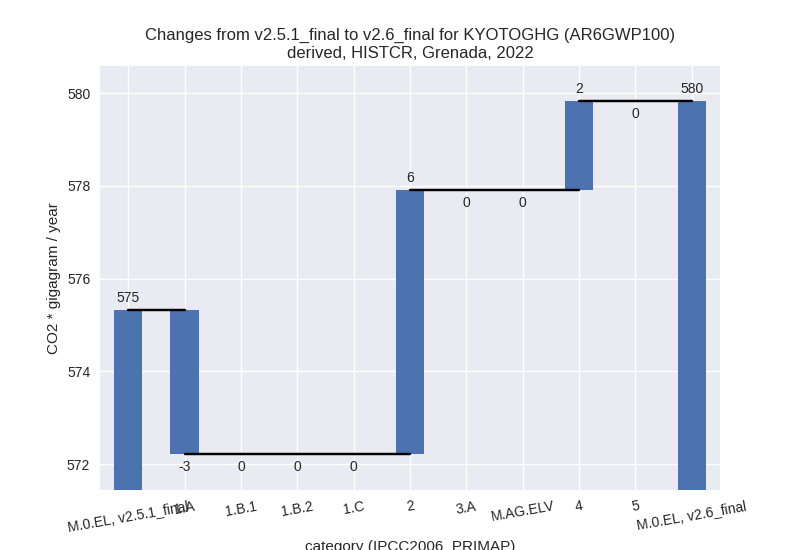 Changes from v2.5.1_final to v2.6_final for KYOTOGHG (AR6GWP100)
derived, HISTCR, Grenada, 2022
CO2 * gigagram / year
580
578
576
574
572
575
-3
0
0
0
6
0
0
2
0
580
M.0.EL, v2.5.1_final
1.A
1.B.1
1.B.2
1.C
2
3.A
M.AG.ELV
4
5
M.0.EL, v2.6_final
category (IPCC2006_PRIMAP)